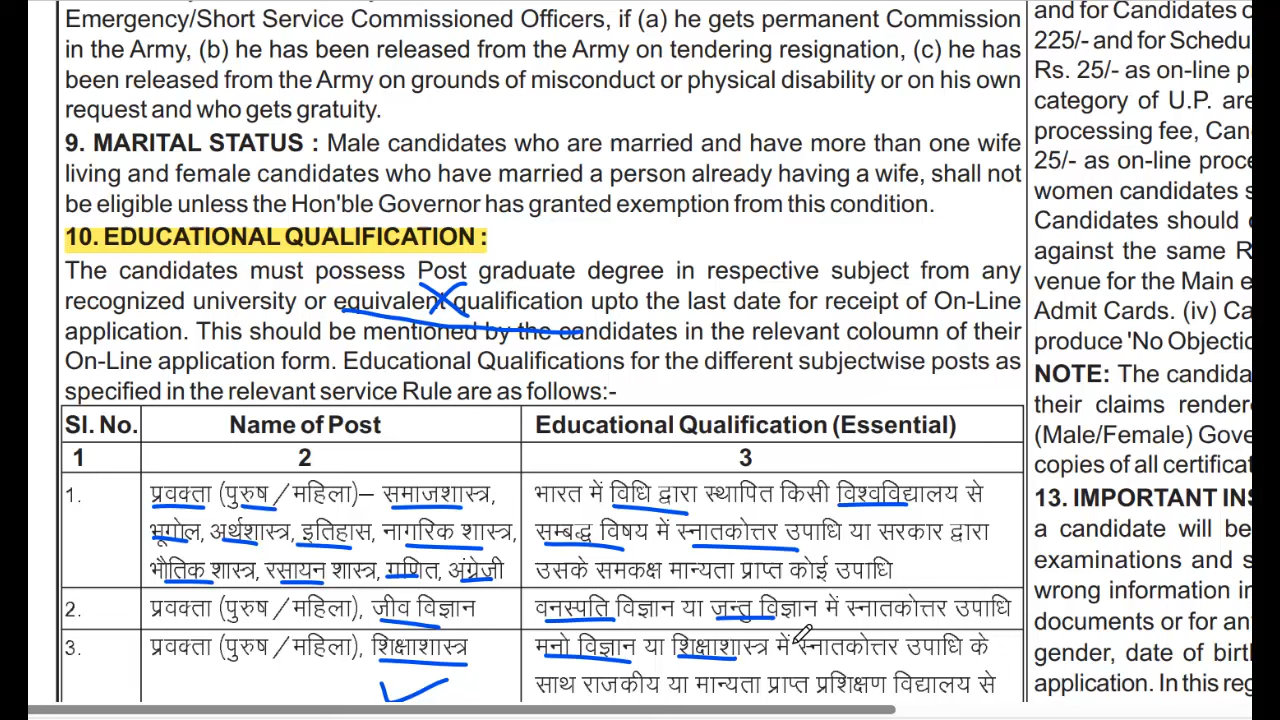 Emergency/Short Service Commissioned Officers, if (a) he gets permanent Commission
in the Army, (b) he has been released from the Army on tendering resignation, (c) he has
been released from the Army on grounds of misconduct or physical disability or on his own
request and who gets gratuity.
9. MARITAL STATUS : Male candidates who are married and have more than one wife
living and female candidates who have married a person already having a wife, shall not
be eligible unless the Hon'ble Governor has granted exemption from this condition.
10. EDUCATIONAL QUALIFICATION :
The candidates must possess Post graduate degree in respective subject from any
recognized university or equivalent qualification upto the last date for receipt of On-Line
application. This should be mentioned by the candidates in the relevant coloumn of their
On-Line application form. Educational Qualifications for the different subjectwise posts as
specified in the relevant service Rule are as follows:-
Sl. No. Name of Post Educational Qualification (Essential)
1 2 3
1. प्रवक्ता (पुरुष/महिला)– समाजशास्त्र, भारत में विधि द्वारा स्थापित किसी विश्वविद्यालय से
भूगोल, अर्थशास्त्र, इतिहास, नागरिक शास्त्र, सम्बद्ध विषय में स्नातकोत्तर उपाधि या सरकार द्वारा
भौतिक शास्त्र, रसायन शास्त्र, गणित, अंग्रेजी उसके समकक्ष मान्यता प्राप्त कोई उपाधि
2. प्रवक्ता (पुरुष/महिला), जीव विज्ञान वनस्पति विज्ञान या जन्तु विज्ञान में स्नातकोत्तर उपाधि
3. प्रवक्ता (पुरुष/महिला), शिक्षाशास्त्र मनो विज्ञान या शिक्षाशास्त्र में स्नातकोत्तर उपाधि के
साथ राजकीय या मान्यता प्राप्त प्रशिक्षण विद्यालय से
and for Candidates
225/- and for
Rs. 25/- as on-line
category of U.P. are
processing fee,
25/- as on-line
women candidates
Candidates should
against the same
venue for the Main
Admit Cards. (iv)
produce 'No
NOTE: The
their claims
(Male/Female)
copies of all
13. IMPORTANT
a candidate will be
examinations and
wrong information
documents or for
gender, date of
application. In this